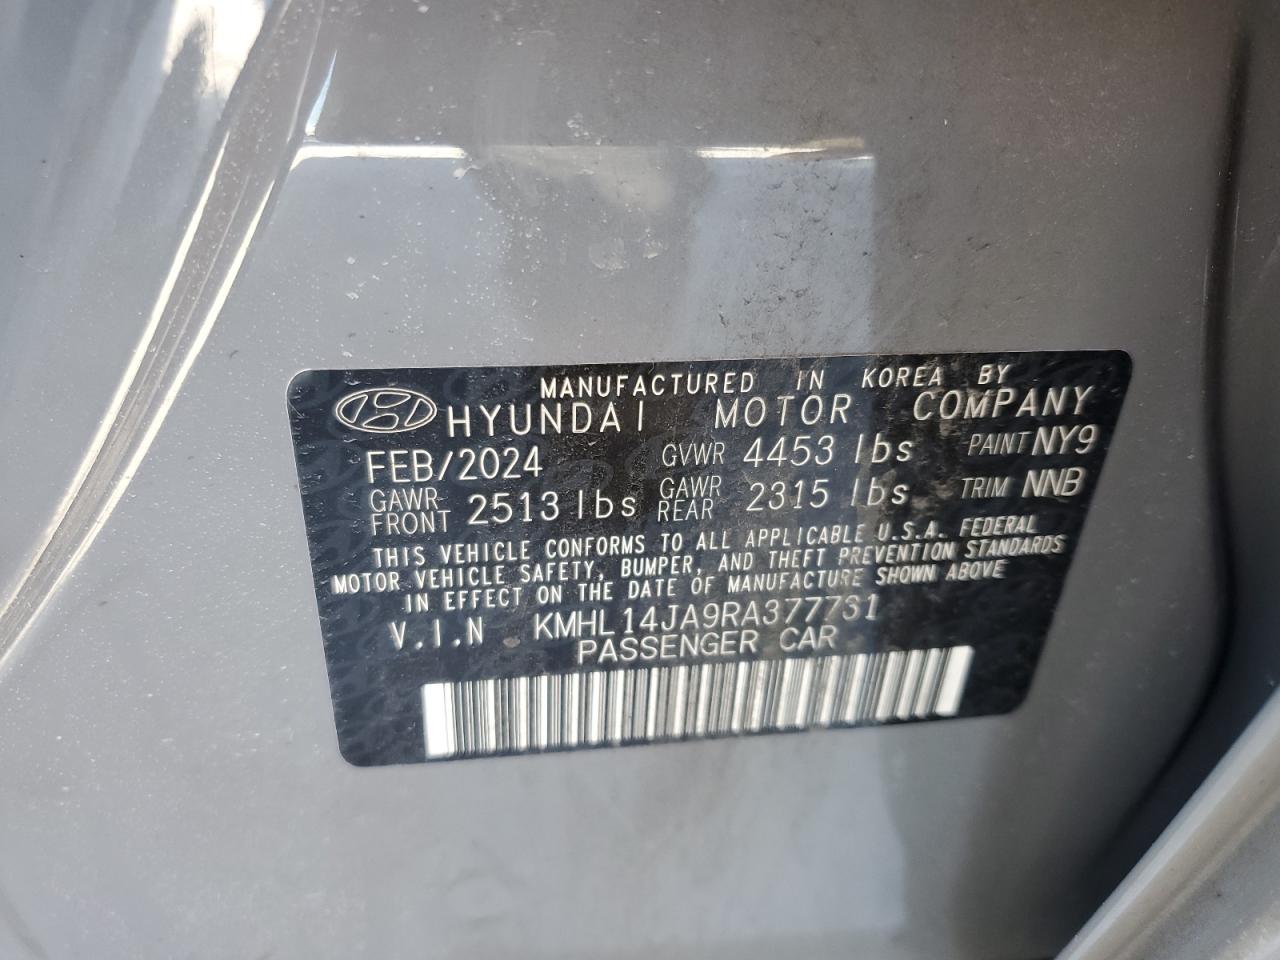 MANUFACTURED IN KOREA BY
HYUNDAI MOTOR COMPANY
FEB/2024 GVWR 4453 lbs PAINT NY9
GAWR FRONT 2513 lbs GAWR REAR 2315 lbs TRIM NNB
THIS VEHICLE CONFORMS TO ALL APPLICABLE U.S.A. FEDERAL
MOTOR VEHICLE SAFETY, BUMPER, AND THEFT PREVENTION STANDARDS
IN EFFECT ON THE DATE OF MANUFACTURE SHOWN ABOVE
V.I.N KMHL14JA9RA377731
PASSENGER CAR